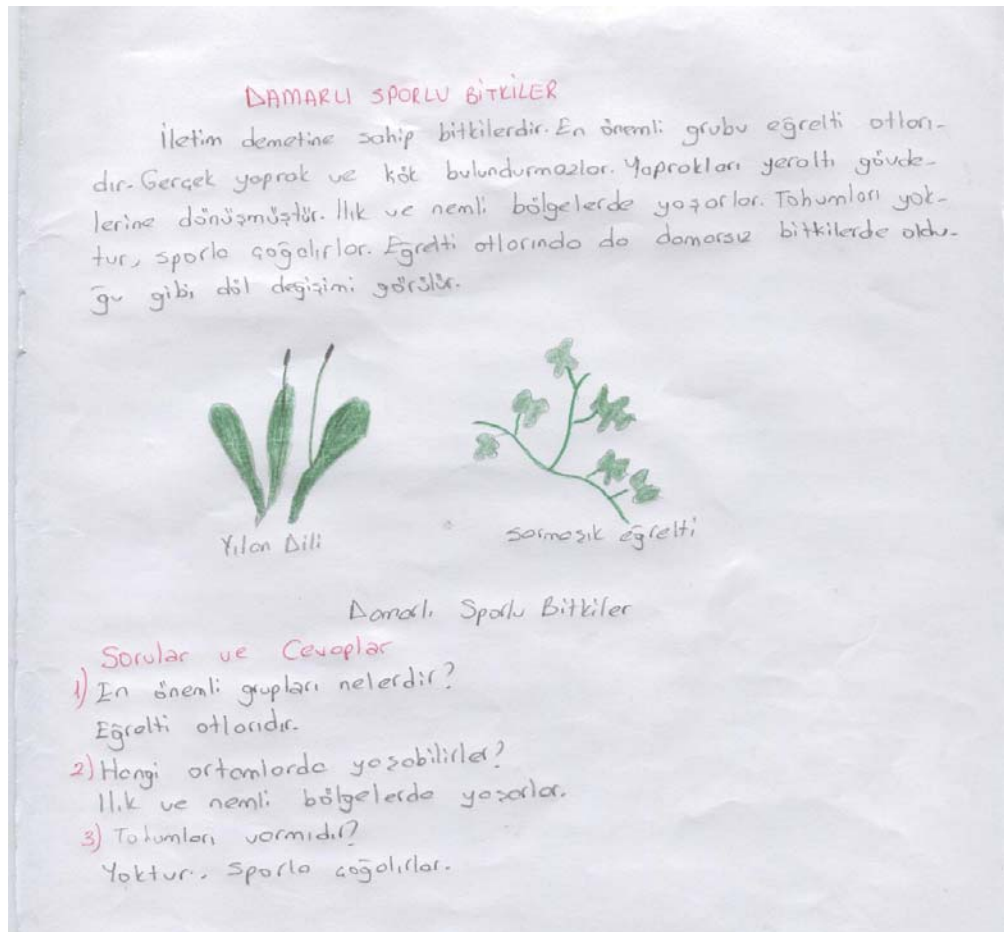 DAMARLI SPORLU BİTKİLER
İletim demetine sahip bitkilerdir. En önemli grubu eğrelti otları-
dır. Gerçek yaprak ve kök bulundurmazlar. Yaprakları yeraltı gövde-
lerine dönüşmüştür. Ilık ve nemli bölgelerde yaşarlar. Tohumları yok-
tur, sporla çoğalırlar. Eğrelti otlarında da damarsız bitkilerde oldu-
ğu gibi döl değişimi görülür.
Yılan Dili
Sarmaşık eğrelti
Damarlı Sporlu Bitkiler
Sorular ve Cevaplar
1) En önemli grupları nelerdir?
Eğrelti otlarıdır.
2) Hangi ortamlarda yaşabilirler?
Ilık ve nemli bölgelerde yaşarlar.
3) Tohumları varmıdır?
Yoktur. Sporla çoğalırlar.